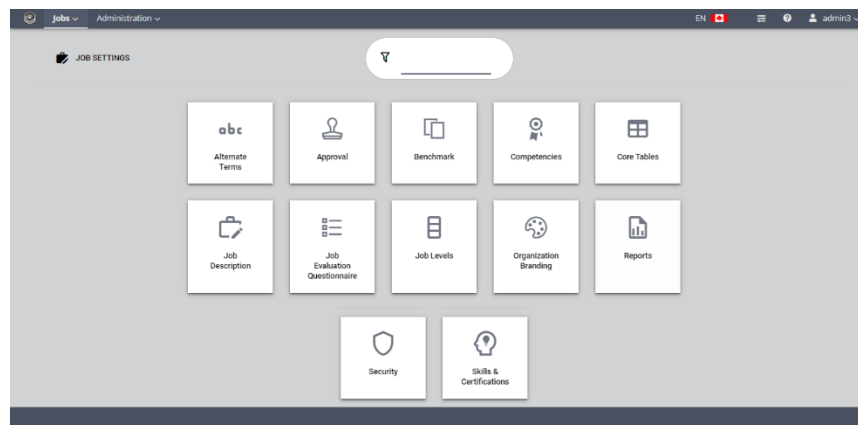 Jobs Administration EN admin3
JOB SETTINGS
abc
Alternate
Terms
Approval
Benchmark
Competencies
Core Tables
Job
Description
Job
Evaluation
Questionnaire
Job Levels
Organization
Branding
Reports
Security
Skills &
Certifications